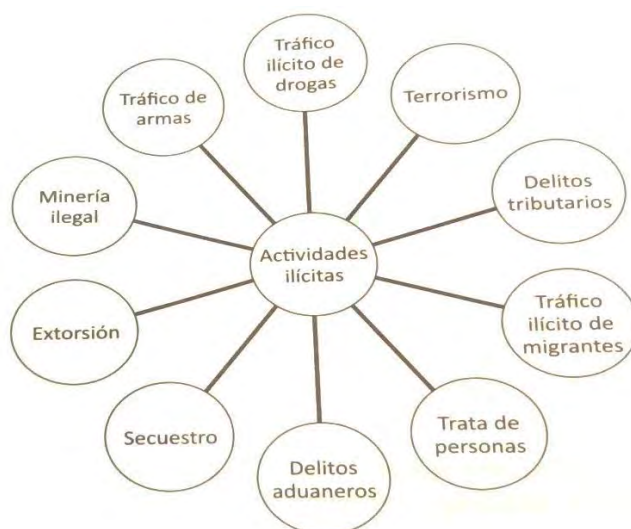 Tráfico
ilícito de
drogas
Tráfico de
armas
Terrorismo
Minería
ilegal
Delitos
tributarios
Actividades
ilícitas
Extorsión
Tráfico
ilícito de
migrantes
Secuestro
Trata de
personas
Delitos
aduaneros